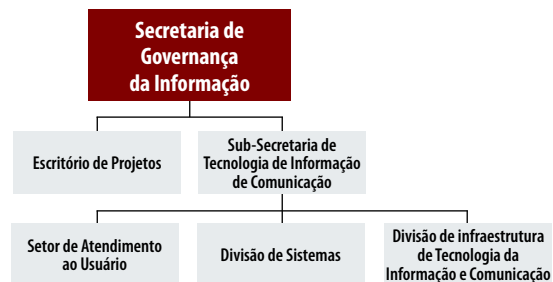 Secretaria de
Governança
da Informação
Escritório de Projetos
Sub-Secretaria de
Tecnologia de Informação
de Comunicação
Setor de Atendimento
ao Usuário
Divisão de Sistemas
Divisão de infraestrutura
de Tecnologia da
Informação e Comunicação